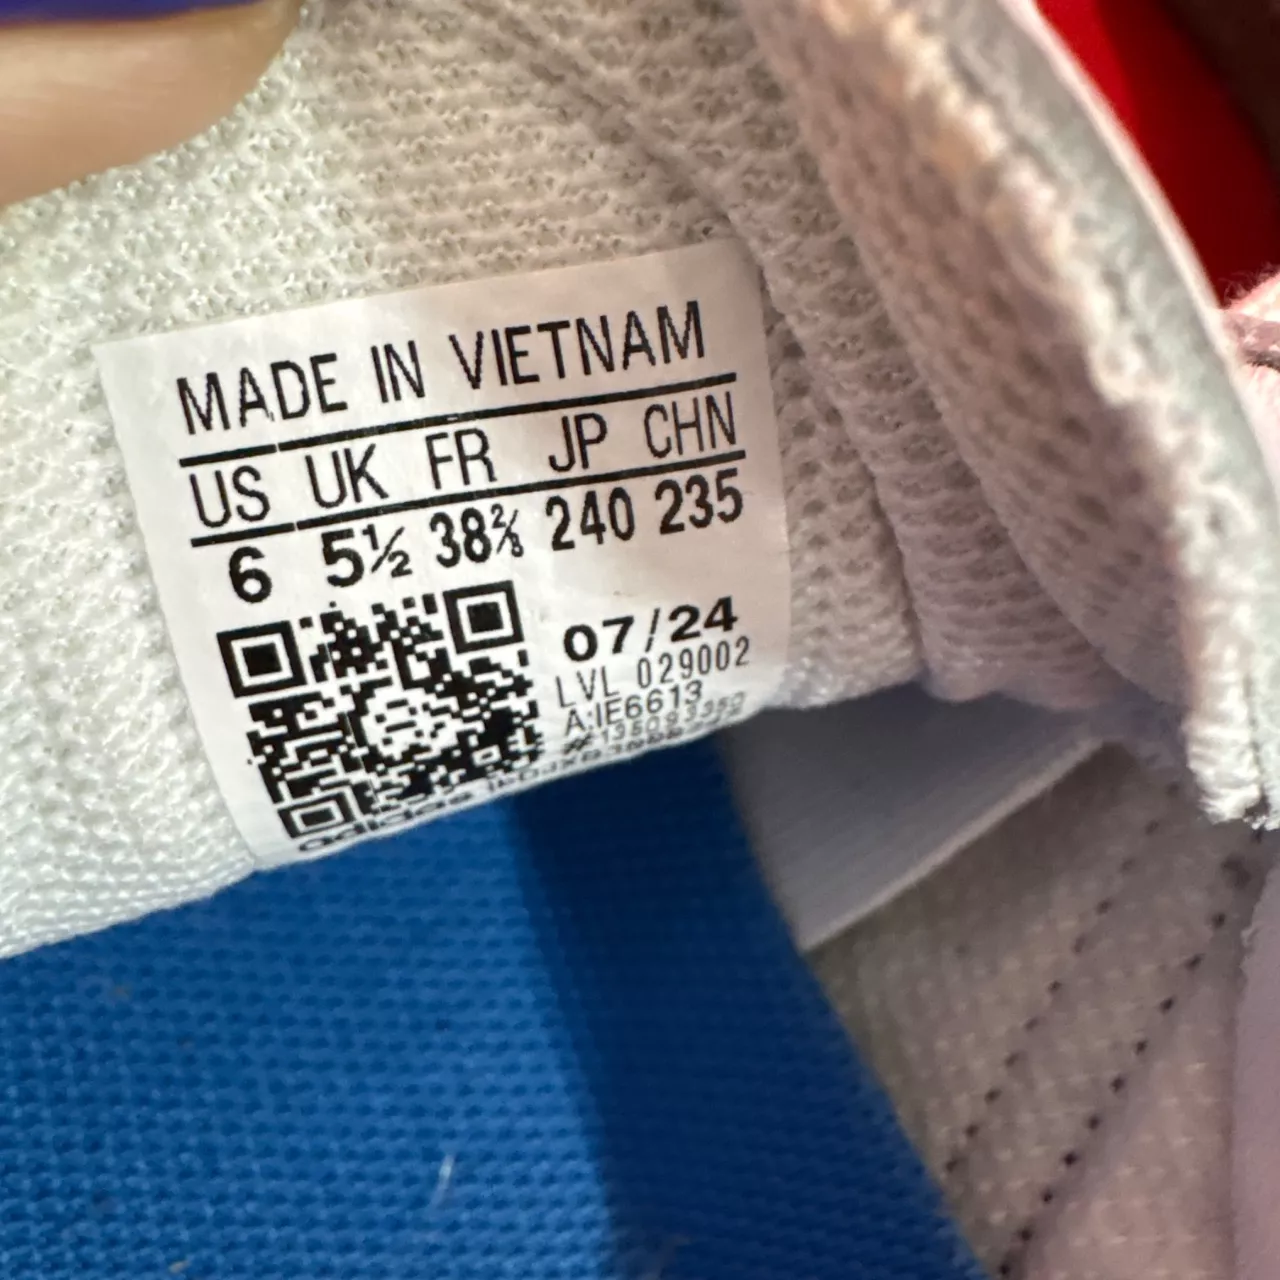 MADE IN VIETNAM
US UK FR JP CHN
6 5½ 38⅔ 240 235
07/24
LVL 029002
A:IE6613
adidas